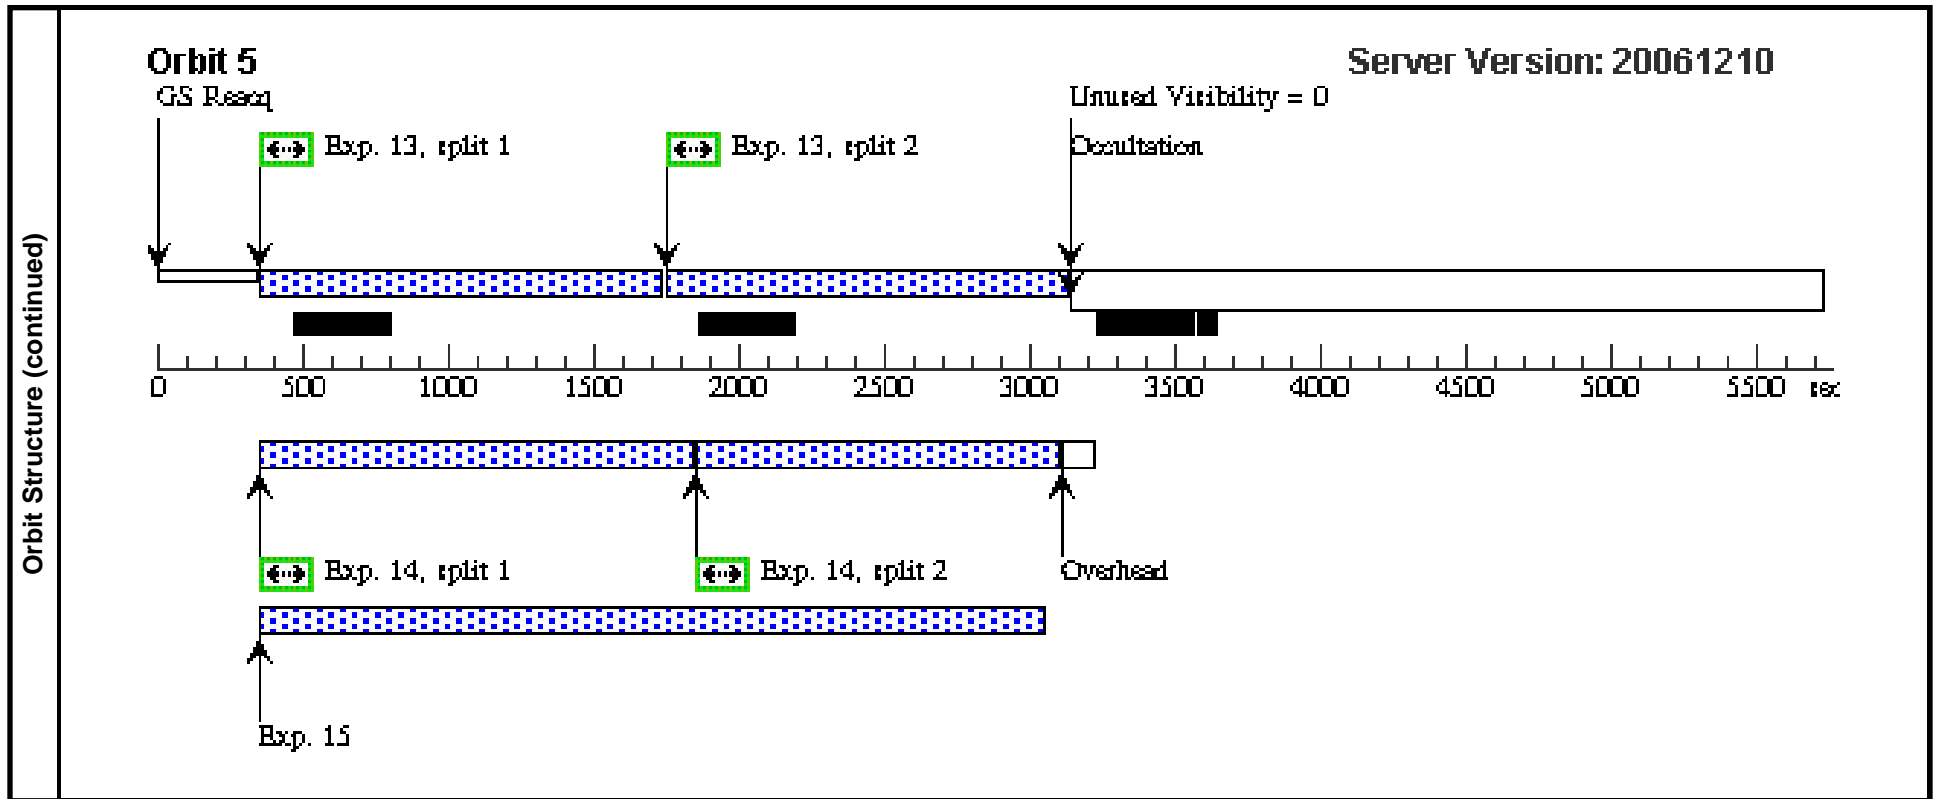 Orbit Structure (continued)
Orbit 5
Server Version: 20061210
GS Reacq
Unused Visibility = 0
Exp. 13, split 1
Exp. 13, split 2
Occultation
0 500 1000 1500 2000 2500 3000 3500 4000 4500 5000 5500 sec
Exp. 14, split 1
Exp. 14, split 2
Overhead
Exp. 15